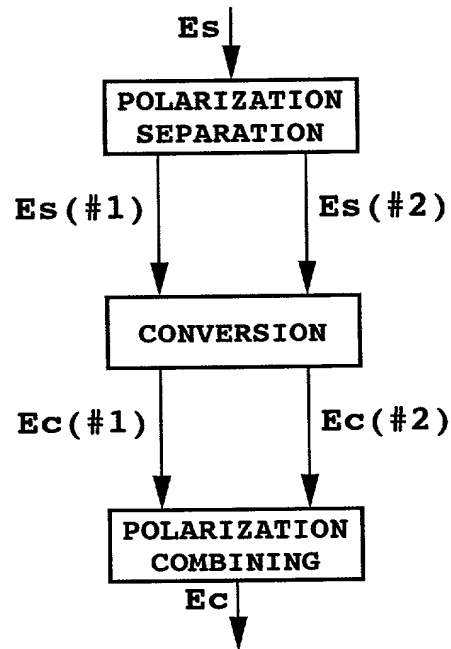 Es
POLARIZATION
SEPARATION
Es(#1) Es(#2)
CONVERSION
Ec(#1) Ec(#2)
POLARIZATION
COMBINING
Ec